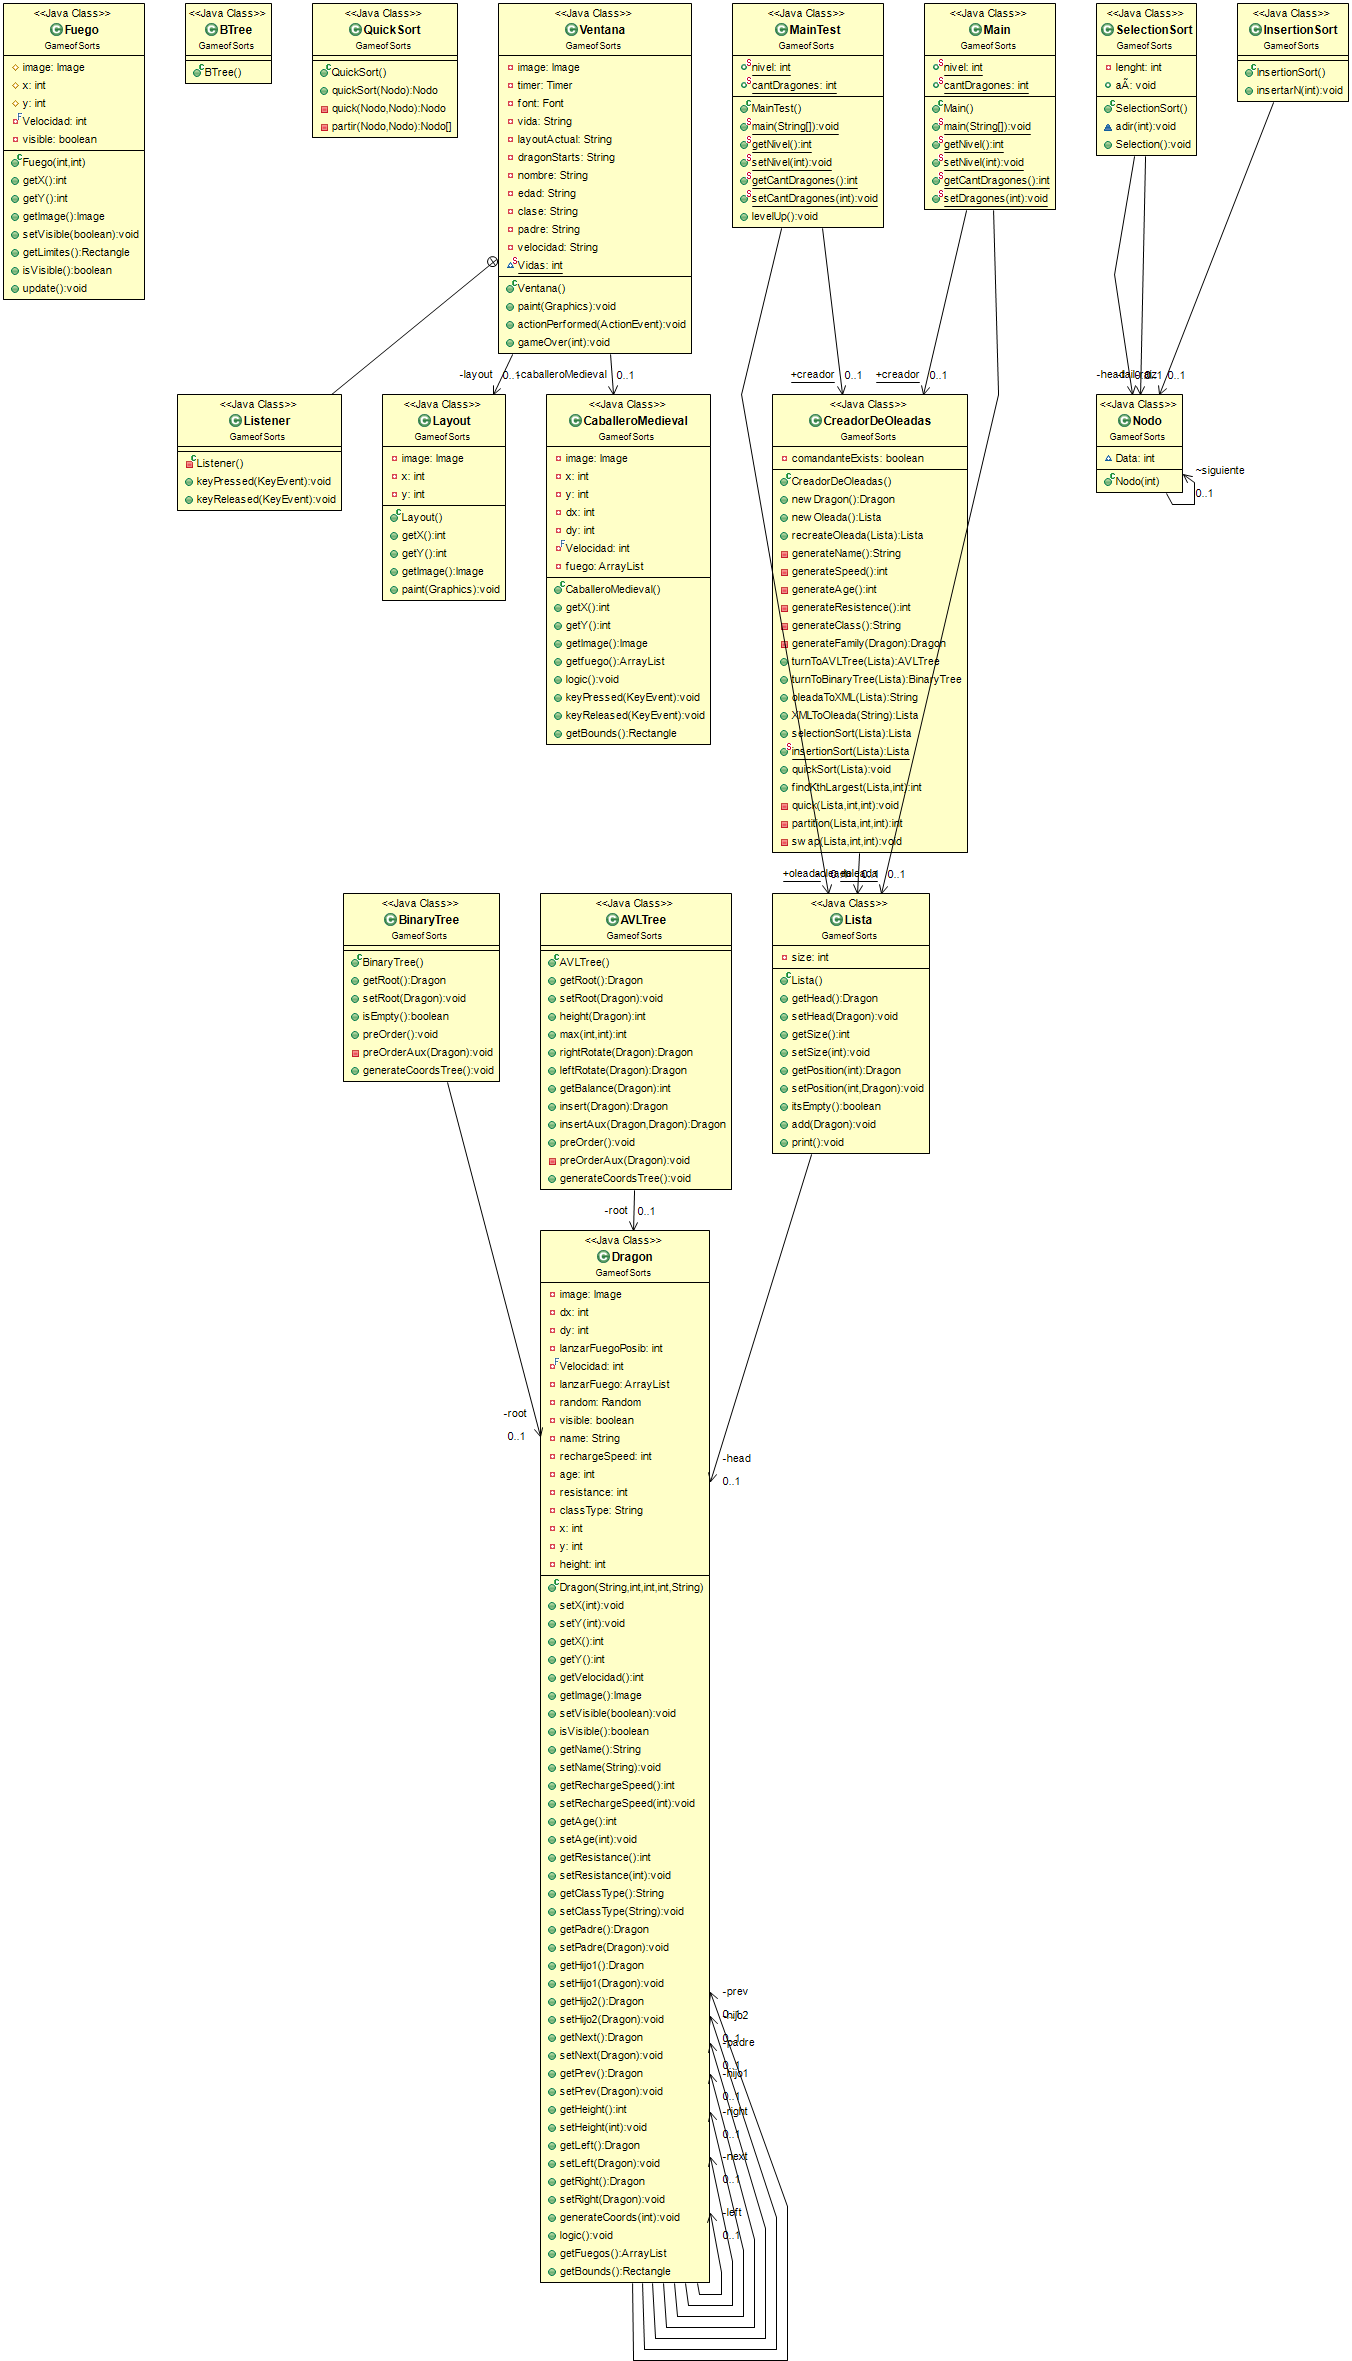 <<Java Class>>
Fuego
GameofSorts
image: Image
x: int
y: int
Velocidad: int
visible: boolean
Fuego(int,int)
getX():int
getY():int
getImage():Image
setVisible(boolean):void
getLimites():Rectangle
isVisible():boolean
update():void
<<Java Class>>
BTree
GameofSorts
BTree()
<<Java Class>>
QuickSort
GameofSorts
QuickSort()
quickSort(Nodo):Nodo
quick(Nodo,Nodo):Nodo
partir(Nodo,Nodo):Nodo[]
<<Java Class>>
Ventana
GameofSorts
image: Image
timer: Timer
font: Font
vida: String
layoutActual: String
dragonStarts: String
nombre: String
edad: String
clase: String
padre: String
velocidad: String
Vidas: int
Ventana()
paint(Graphics):void
actionPerformed(ActionEvent):void
gameOver(int):void
<<Java Class>>
MainTest
GameofSorts
nivel: int
cantDragones: int
MainTest()
main(String[]):void
getNivel():int
setNivel(int):void
getCantDragones():int
setCantDragones(int):void
levelUp():void
<<Java Class>>
Main
GameofSorts
nivel: int
cantDragones: int
Main()
main(String[]):void
getNivel():int
setNivel(int):void
getCantDragones():int
setDragones(int):void
<<Java Class>>
SelectionSort
GameofSorts
lenght: int
aÃ: void
SelectionSort()
adir(int):void
Selection():void
<<Java Class>>
InsertionSort
GameofSorts
InsertionSort()
insertarN(int):void
-layout
0..1
caballeroMedieval
0..1
+creador
0..1
+creador
0..1
0..1
<<Java Class>>
Listener
GameofSorts
Listener()
keyPressed(KeyEvent):void
keyReleased(KeyEvent):void
<<Java Class>>
Layout
GameofSorts
image: Image
x: int
y: int
Layout()
getX():int
getY():int
getImage():Image
paint(Graphics):void
<<Java Class>>
CaballeroMedieval
GameofSorts
image: Image
x: int
y: int
dx: int
dy: int
Velocidad: int
fuego: ArrayList
CaballeroMedieval()
getX():int
getY():int
getImage():Image
getfuego():ArrayList
logic():void
keyPressed(KeyEvent):void
keyReleased(KeyEvent):void
getBounds():Rectangle
<<Java Class>>
CreadorDeOleadas
GameofSorts
comandanteExists: boolean
CreadorDeOleadas()
newDragon():Dragon
newOleada():Lista
recreateOleada(Lista):Lista
generateName():String
generateSpeed():int
generateAge():int
generateResistence():int
generateClass():String
generateFamily(Dragon):Dragon
turnToAVLTree(Lista):AVLTree
turnToBinaryTree(Lista):BinaryTree
oleadaToXML(Lista):String
XMLToOleada(String):Lista
selectionSort(Lista):Lista
insertionSort(Lista):Lista
quickSort(Lista):void
findKthLargest(Lista,int):int
quick(Lista,int,int):void
partition(Lista,int,int):int
swap(Lista,int,int):void
<<Java Class>>
Nodo
GameofSorts
Data: int
Nodo(int)
~siguiente
0..1
+oleada
0..1
0..1
<<Java Class>>
BinaryTree
GameofSorts
BinaryTree()
getRoot():Dragon
setRoot(Dragon):void
isEmpty():boolean
preOrder():void
preOrderAux(Dragon):void
generateCoordsTree():void
<<Java Class>>
AVLTree
GameofSorts
AVLTree()
getRoot():Dragon
setRoot(Dragon):void
height(Dragon):int
max(int,int):int
rightRotate(Dragon):Dragon
leftRotate(Dragon):Dragon
getBalance(Dragon):int
insert(Dragon):Dragon
insertAux(Dragon,Dragon):Dragon
preOrder():void
preOrderAux(Dragon):void
generateCoordsTree():void
<<Java Class>>
Lista
GameofSorts
size: int
Lista()
getHead():Dragon
setHead(Dragon):void
getSize():int
setSize(int):void
getPosition(int):Dragon
setPosition(int,Dragon):void
itsEmpty():boolean
add(Dragon):void
print():void
-root
0..1
-root
0..1
-head
0..1
<<Java Class>>
Dragon
GameofSorts
image: Image
dx: int
dy: int
lanzarFuegoPosib: int
Velocidad: int
lanzarFuego: ArrayList
random: Random
visible: boolean
name: String
rechargeSpeed: int
age: int
resistance: int
classType: String
x: int
y: int
height: int
Dragon(String,int,int,int,String)
setX(int):void
setY(int):void
getX():int
getY():int
getVelocidad():int
getImage():Image
setVisible(boolean):void
isVisible():boolean
getName():String
setName(String):void
getRechargeSpeed():int
setRechargeSpeed(int):void
getAge():int
setAge(int):void
getResistance():int
setResistance(int):void
getClassType():String
setClassType(String):void
getPadre():Dragon
setPadre(Dragon):void
getHijo1():Dragon
setHijo1(Dragon):void
getHijo2():Dragon
setHijo2(Dragon):void
getNext():Dragon
setNext(Dragon):void
getPrev():Dragon
setPrev(Dragon):void
getHeight():int
setHeight(int):void
getLeft():Dragon
setLeft(Dragon):void
getRight():Dragon
setRight(Dragon):void
generateCoords(int):void
logic():void
getFuegos():ArrayList
getBounds():Rectangle
-prev
0..1
-hijo2
0..1
-padre
0..1
-hijo1
0..1
-right
0..1
-next
0..1
-left
0..1